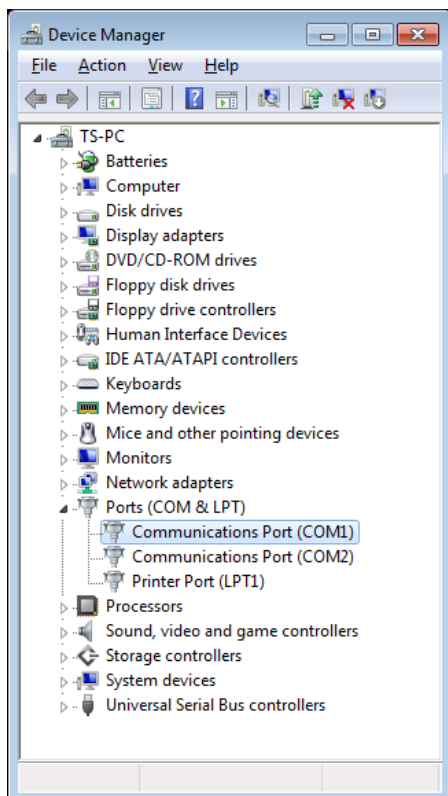 Device Manager
File Action View Help
TS-PC
Batteries
Computer
Disk drives
Display adapters
DVD/CD-ROM drives
Floppy disk drives
Floppy drive controllers
Human Interface Devices
IDE ATA/ATAPI controllers
Keyboards
Memory devices
Mice and other pointing devices
Monitors
Network adapters
Ports (COM & LPT)
Communications Port (COM1)
Communications Port (COM2)
Printer Port (LPT1)
Processors
Sound, video and game controllers
Storage controllers
System devices
Universal Serial Bus controllers